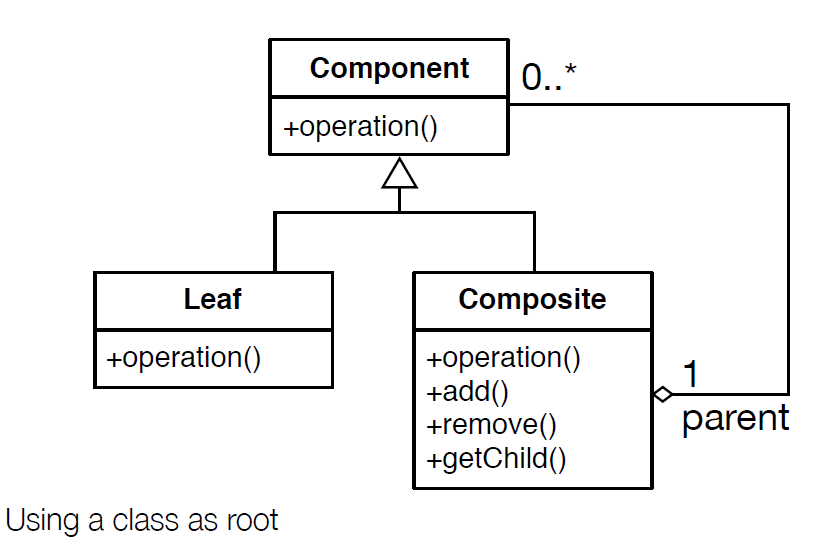 Component
0..*
+operation()
Leaf
Composite
+operation()
+operation()
+add()
1
+remove()
parent
+getChild()
Using a class as root